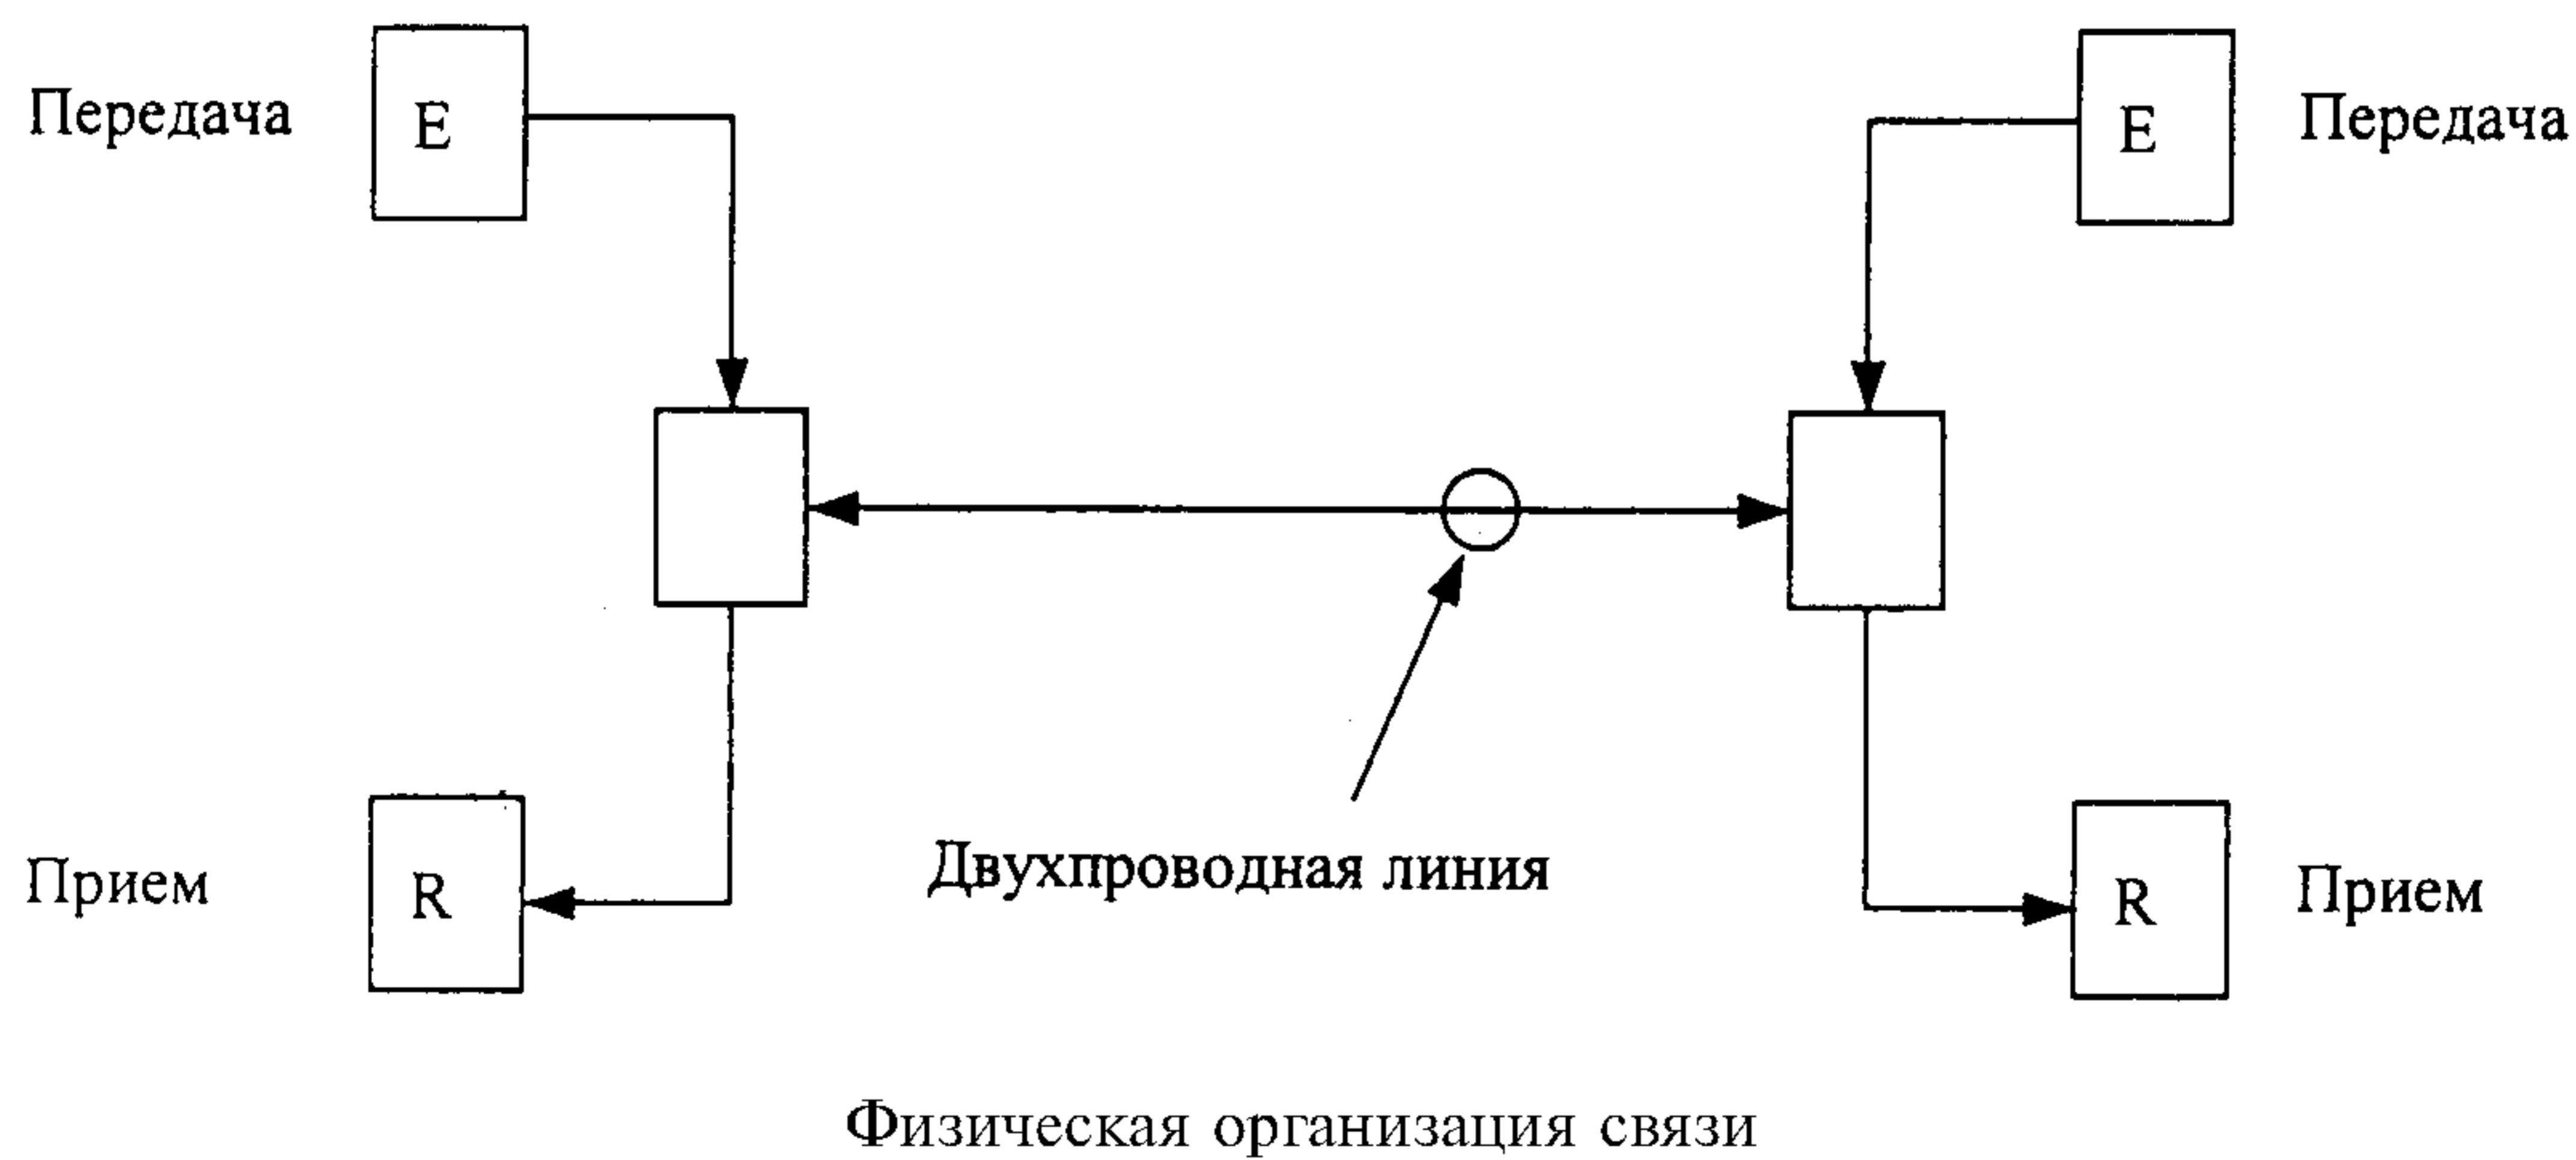 Передача E E Передача
Двухпроводная линия
Прием R R Прием
Физическая организация связи